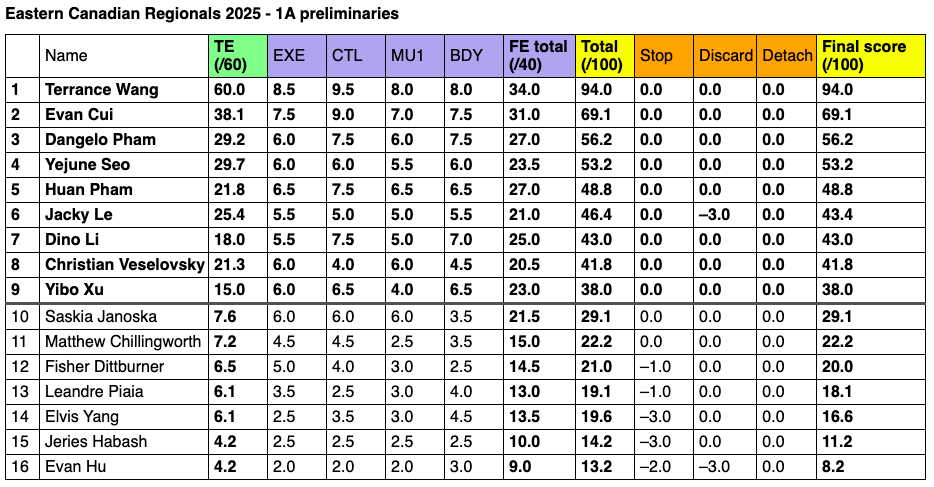 Eastern Canadian Regionals 2025 - 1A preliminaries
Name TE (/60) EXE CTL MU1 BDY FE total (/40) Total (/100) Stop Discard Detach Final score (/100)
1 Terrance Wang 60.0 8.5 9.5 8.0 8.0 34.0 94.0 0.0 0.0 0.0 94.0
2 Evan Cui 38.1 7.5 9.0 7.0 7.5 31.0 69.1 0.0 0.0 0.0 69.1
3 Dangelo Pham 29.2 6.0 7.5 6.0 7.5 27.0 56.2 0.0 0.0 0.0 56.2
4 Yejune Seo 29.7 6.0 6.0 5.5 6.0 23.5 53.2 0.0 0.0 0.0 53.2
5 Huan Pham 21.8 6.5 7.5 6.5 6.5 27.0 48.8 0.0 0.0 0.0 48.8
6 Jacky Le 25.4 5.5 5.0 5.0 5.5 21.0 46.4 0.0 –3.0 0.0 43.4
7 Dino Li 18.0 5.5 7.5 5.0 7.0 25.0 43.0 0.0 0.0 0.0 43.0
8 Christian Veselovsky 21.3 6.0 4.0 6.0 4.5 20.5 41.8 0.0 0.0 0.0 41.8
9 Yibo Xu 15.0 6.0 6.5 4.0 6.5 23.0 38.0 0.0 0.0 0.0 38.0
10 Saskia Janoska 7.6 6.0 6.0 6.0 3.5 21.5 29.1 0.0 0.0 0.0 29.1
11 Matthew Chillingworth 7.2 4.5 4.5 2.5 3.5 15.0 22.2 0.0 0.0 0.0 22.2
12 Fisher Dittburner 6.5 5.0 4.0 3.0 2.5 14.5 21.0 –1.0 0.0 0.0 20.0
13 Leandre Piaia 6.1 3.5 2.5 3.0 4.0 13.0 19.1 –1.0 0.0 0.0 18.1
14 Elvis Yang 6.1 2.5 3.5 3.0 4.5 13.5 19.6 –3.0 0.0 0.0 16.6
15 Jeries Habash 4.2 2.5 2.5 2.5 2.5 10.0 14.2 –3.0 0.0 0.0 11.2
16 Evan Hu 4.2 2.0 2.0 2.0 3.0 9.0 13.2 –2.0 –3.0 0.0 8.2